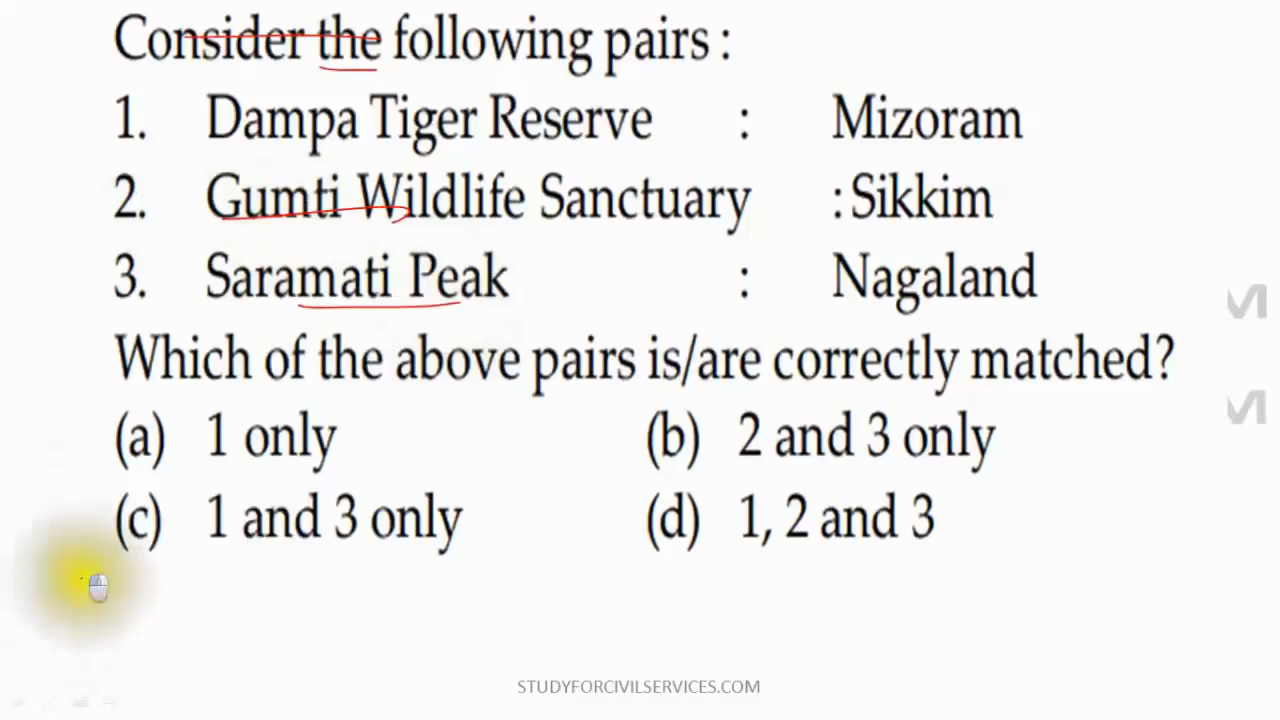 Consider the following pairs :
1. Dampa Tiger Reserve : Mizoram
2. Gumti Wildlife Sanctuary : Sikkim
3. Saramati Peak : Nagaland
Which of the above pairs is/are correctly matched?
(a) 1 only (b) 2 and 3 only
(c) 1 and 3 only (d) 1, 2 and 3
STUDYFORCIVILSERVICES.COM